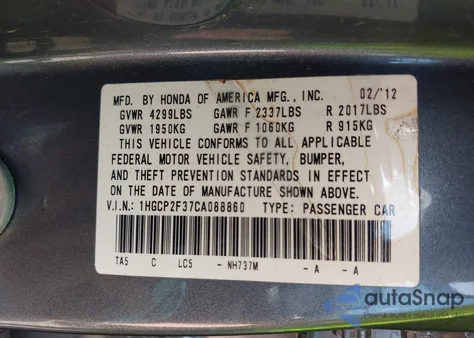 MFD. BY HONDA OF AMERICA MFG., INC. 02/'12
GVWR 4299LBS GAWR F 2337LBS R 2017LBS
GVWR 1950KG GAWR F 1060KG R 915KG
THIS VEHICLE CONFORMS TO ALL APPLICABLE
FEDERAL MOTOR VEHICLE SAFETY, BUMPER,
AND THEFT PREVENTION STANDARDS IN EFFECT
ON THE DATE OF MANUFACTURE SHOWN ABOVE.
V.I.N.: 1HGCP2F37CA088860 TYPE: PASSENGER CAR
TA5 C LC5 - NH737M - A - A
autoSnap